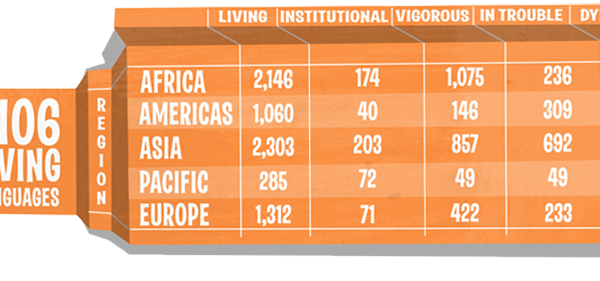 LIVING INSTITUTIONAL VIGOROUS IN TROUBLE DY
106
VING
GUAGES
REGION
AFRICA 2,146 174 1,075 236
AMERICAS 1,060 40 146 309
ASIA 2,303 203 857 692
PACIFIC 285 72 49 49
EUROPE 1,312 71 422 233